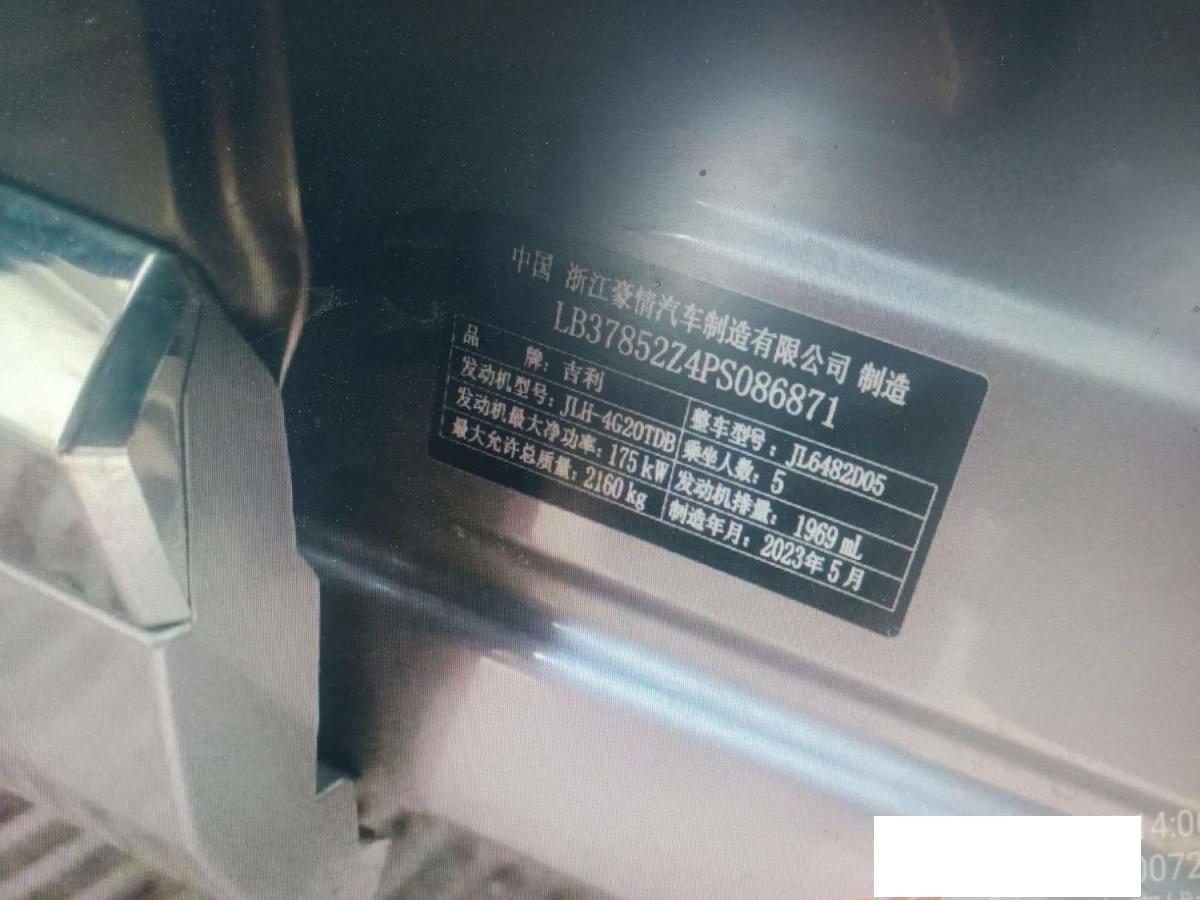 中国 浙江豪情汽车制造有限公司 制造
LB37852Z4PS086871
品 牌：吉利 整车型号：JL6482D05
发动机型号：JLH-4G20TDB 乘坐人数：5
发动机最大净功率：175 kW 发动机排量：1969 mL
最大允许总质量：2160 kg 制造年月：2023年5月
14:0
0072